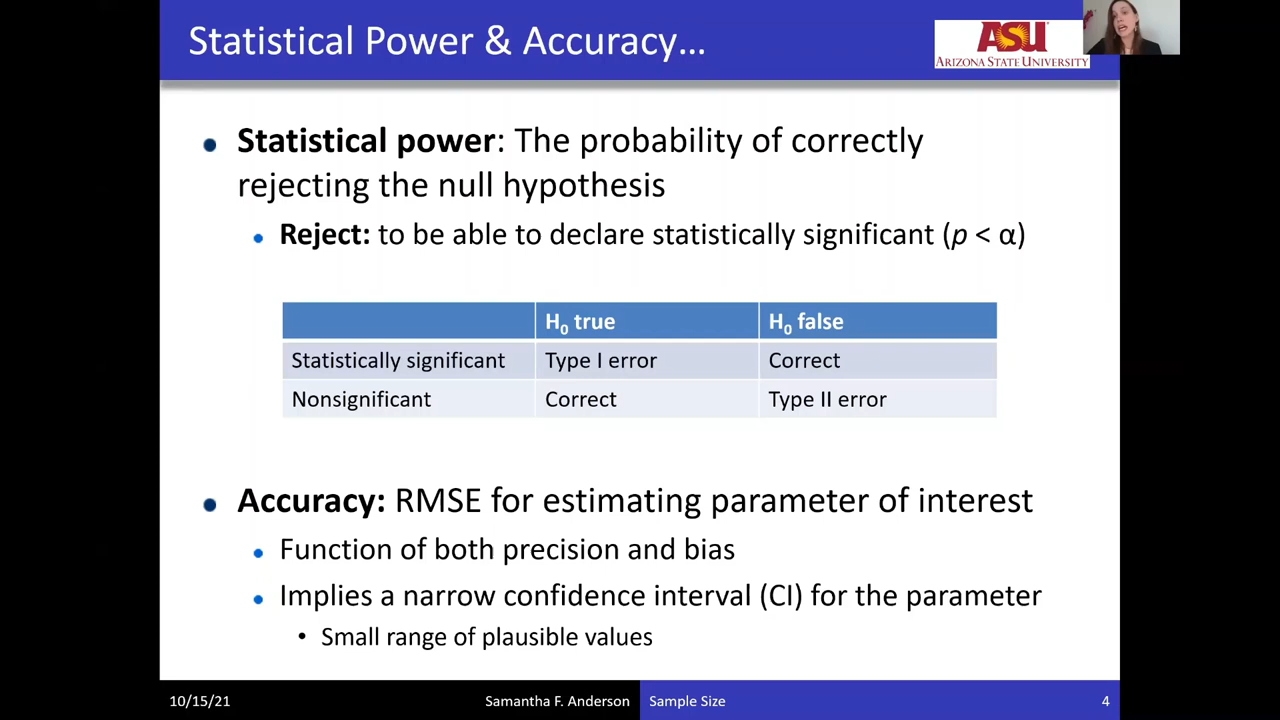 Statistical Power & Accuracy…
ASU
ARIZONA STATE UNIVERSITY
Statistical power: The probability of correctly
rejecting the null hypothesis
Reject: to be able to declare statistically significant (p < α)
H0 true H0 false
Statistically significant Type I error Correct
Nonsignificant Correct Type II error
Accuracy: RMSE for estimating parameter of interest
Function of both precision and bias
Implies a narrow confidence interval (CI) for the parameter
Small range of plausible values
10/15/21 Samantha F. Anderson Sample Size 4